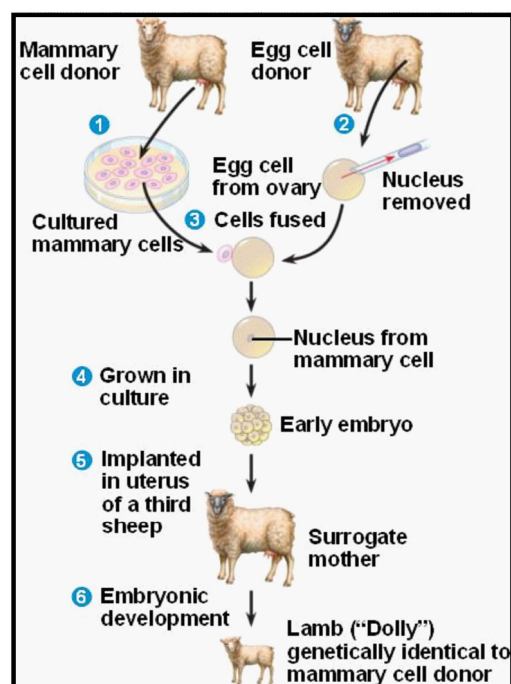 Mammary
cell donor
Egg cell
donor
1
2
Egg cell
from ovary
Nucleus
removed
Cultured
mammary cells
3 Cells fused
Nucleus from
mammary cell
4 Grown in
culture
Early embryo
5 Implanted
in uterus
of a third
sheep
Surrogate
mother
6 Embryonic
development
Lamb (“Dolly”)
genetically identical to
mammary cell donor